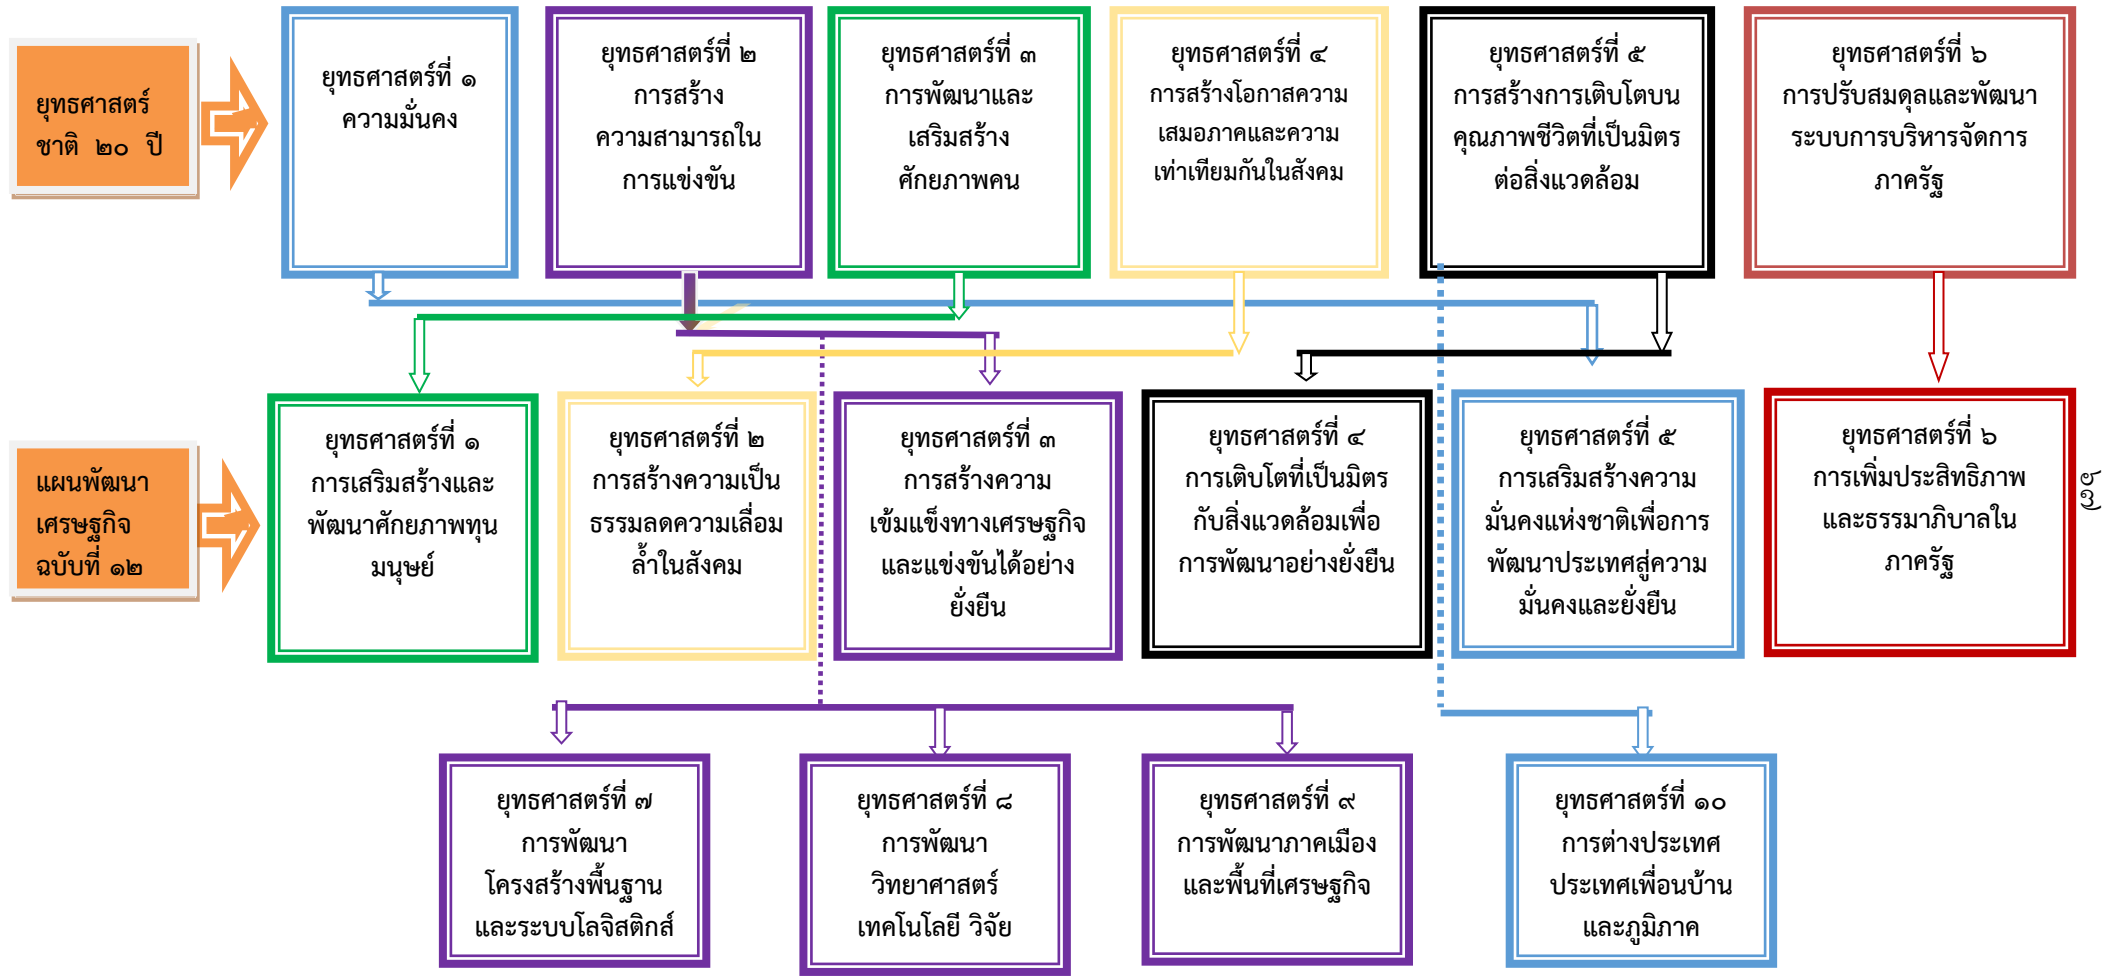 ยุทธศาสตร์
ชาติ ๒๐ ปี
ยุทธศาสตร์ที่ ๑
ความมั่นคง
ยุทธศาสตร์ที่ ๒
การสร้าง
ความสามารถใน
การแข่งขัน
ยุทธศาสตร์ที่ ๓
การพัฒนาและ
เสริมสร้าง
ศักยภาพคน
ยุทธศาสตร์ที่ ๔
การสร้างโอกาสความ
เสมอภาคและความ
เท่าเทียมกันในสังคม
ยุทธศาสตร์ที่ ๕
การสร้างการเติบโตบน
คุณภาพชีวิตที่เป็นมิตร
ต่อสิ่งแวดล้อม
ยุทธศาสตร์ที่ ๖
การปรับสมดุลและพัฒนา
ระบบการบริหารจัดการ
ภาครัฐ
แผนพัฒนา
เศรษฐกิจ
ฉบับที่ ๑๒
ยุทธศาสตร์ที่ ๑
การเสริมสร้างและ
พัฒนาศักยภาพทุน
มนุษย์
ยุทธศาสตร์ที่ ๒
การสร้างความเป็น
ธรรมลดความเลื่อม
ล้ำในสังคม
ยุทธศาสตร์ที่ ๓
การสร้างความ
เข้มแข็งทางเศรษฐกิจ
และแข่งขันได้อย่าง
ยั่งยืน
ยุทธศาสตร์ที่ ๔
การเติบโตที่เป็นมิตร
กับสิ่งแวดล้อมเพื่อ
การพัฒนาอย่างยั่งยืน
ยุทธศาสตร์ที่ ๕
การเสริมสร้างความ
มั่นคงแห่งชาติเพื่อการ
พัฒนาประเทศสู่ความ
มั่นคงและยั่งยืน
ยุทธศาสตร์ที่ ๖
การเพิ่มประสิทธิภาพ
และธรรมาภิบาลใน
ภาครัฐ
๖๗
ยุทธศาสตร์ที่ ๗
การพัฒนา
โครงสร้างพื้นฐาน
และระบบโลจิสติกส์
ยุทธศาสตร์ที่ ๘
การพัฒนา
วิทยาศาสตร์
เทคโนโลยี วิจัย
ยุทธศาสตร์ที่ ๙
การพัฒนาภาคเมือง
และพื้นที่เศรษฐกิจ
ยุทธศาสตร์ที่ ๑๐
การต่างประเทศ
ประเทศเพื่อนบ้าน
และภูมิภาค